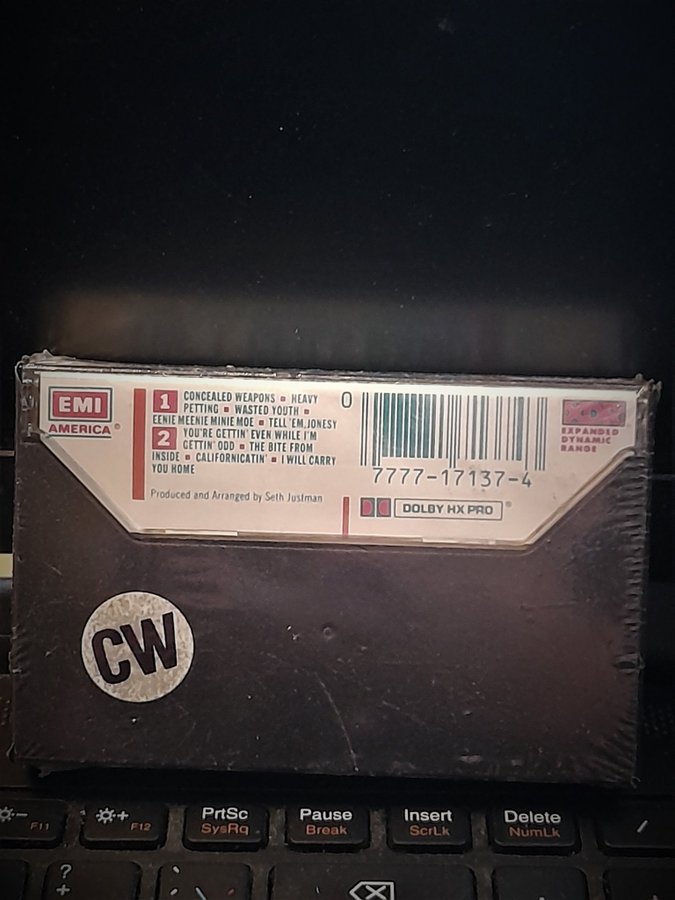 EMI
AMERICA®
1 CONCEALED WEAPONS ▪ HEAVY
PETTING ▪ WASTED YOUTH ▪
EENIE MEENIE MINIE MOE ▪ TELL 'EM, JONESY
2 YOU'RE GETTIN' EVEN WHILE I'M
GETTIN' ODD ▪ THE BITE FROM
INSIDE ▪ CALIFORNICATIN' ▪ I WILL CARRY
YOU HOME
Produced and Arranged by Seth Justman
0
7777-17137-4
DOLBY HX PRO®
EXPANDED
DYNAMIC
RANGE
CW
F11
F12
PrtSc
SysRq
Pause
Break
Insert
ScrLk
Delete
NumLk
/
?
+